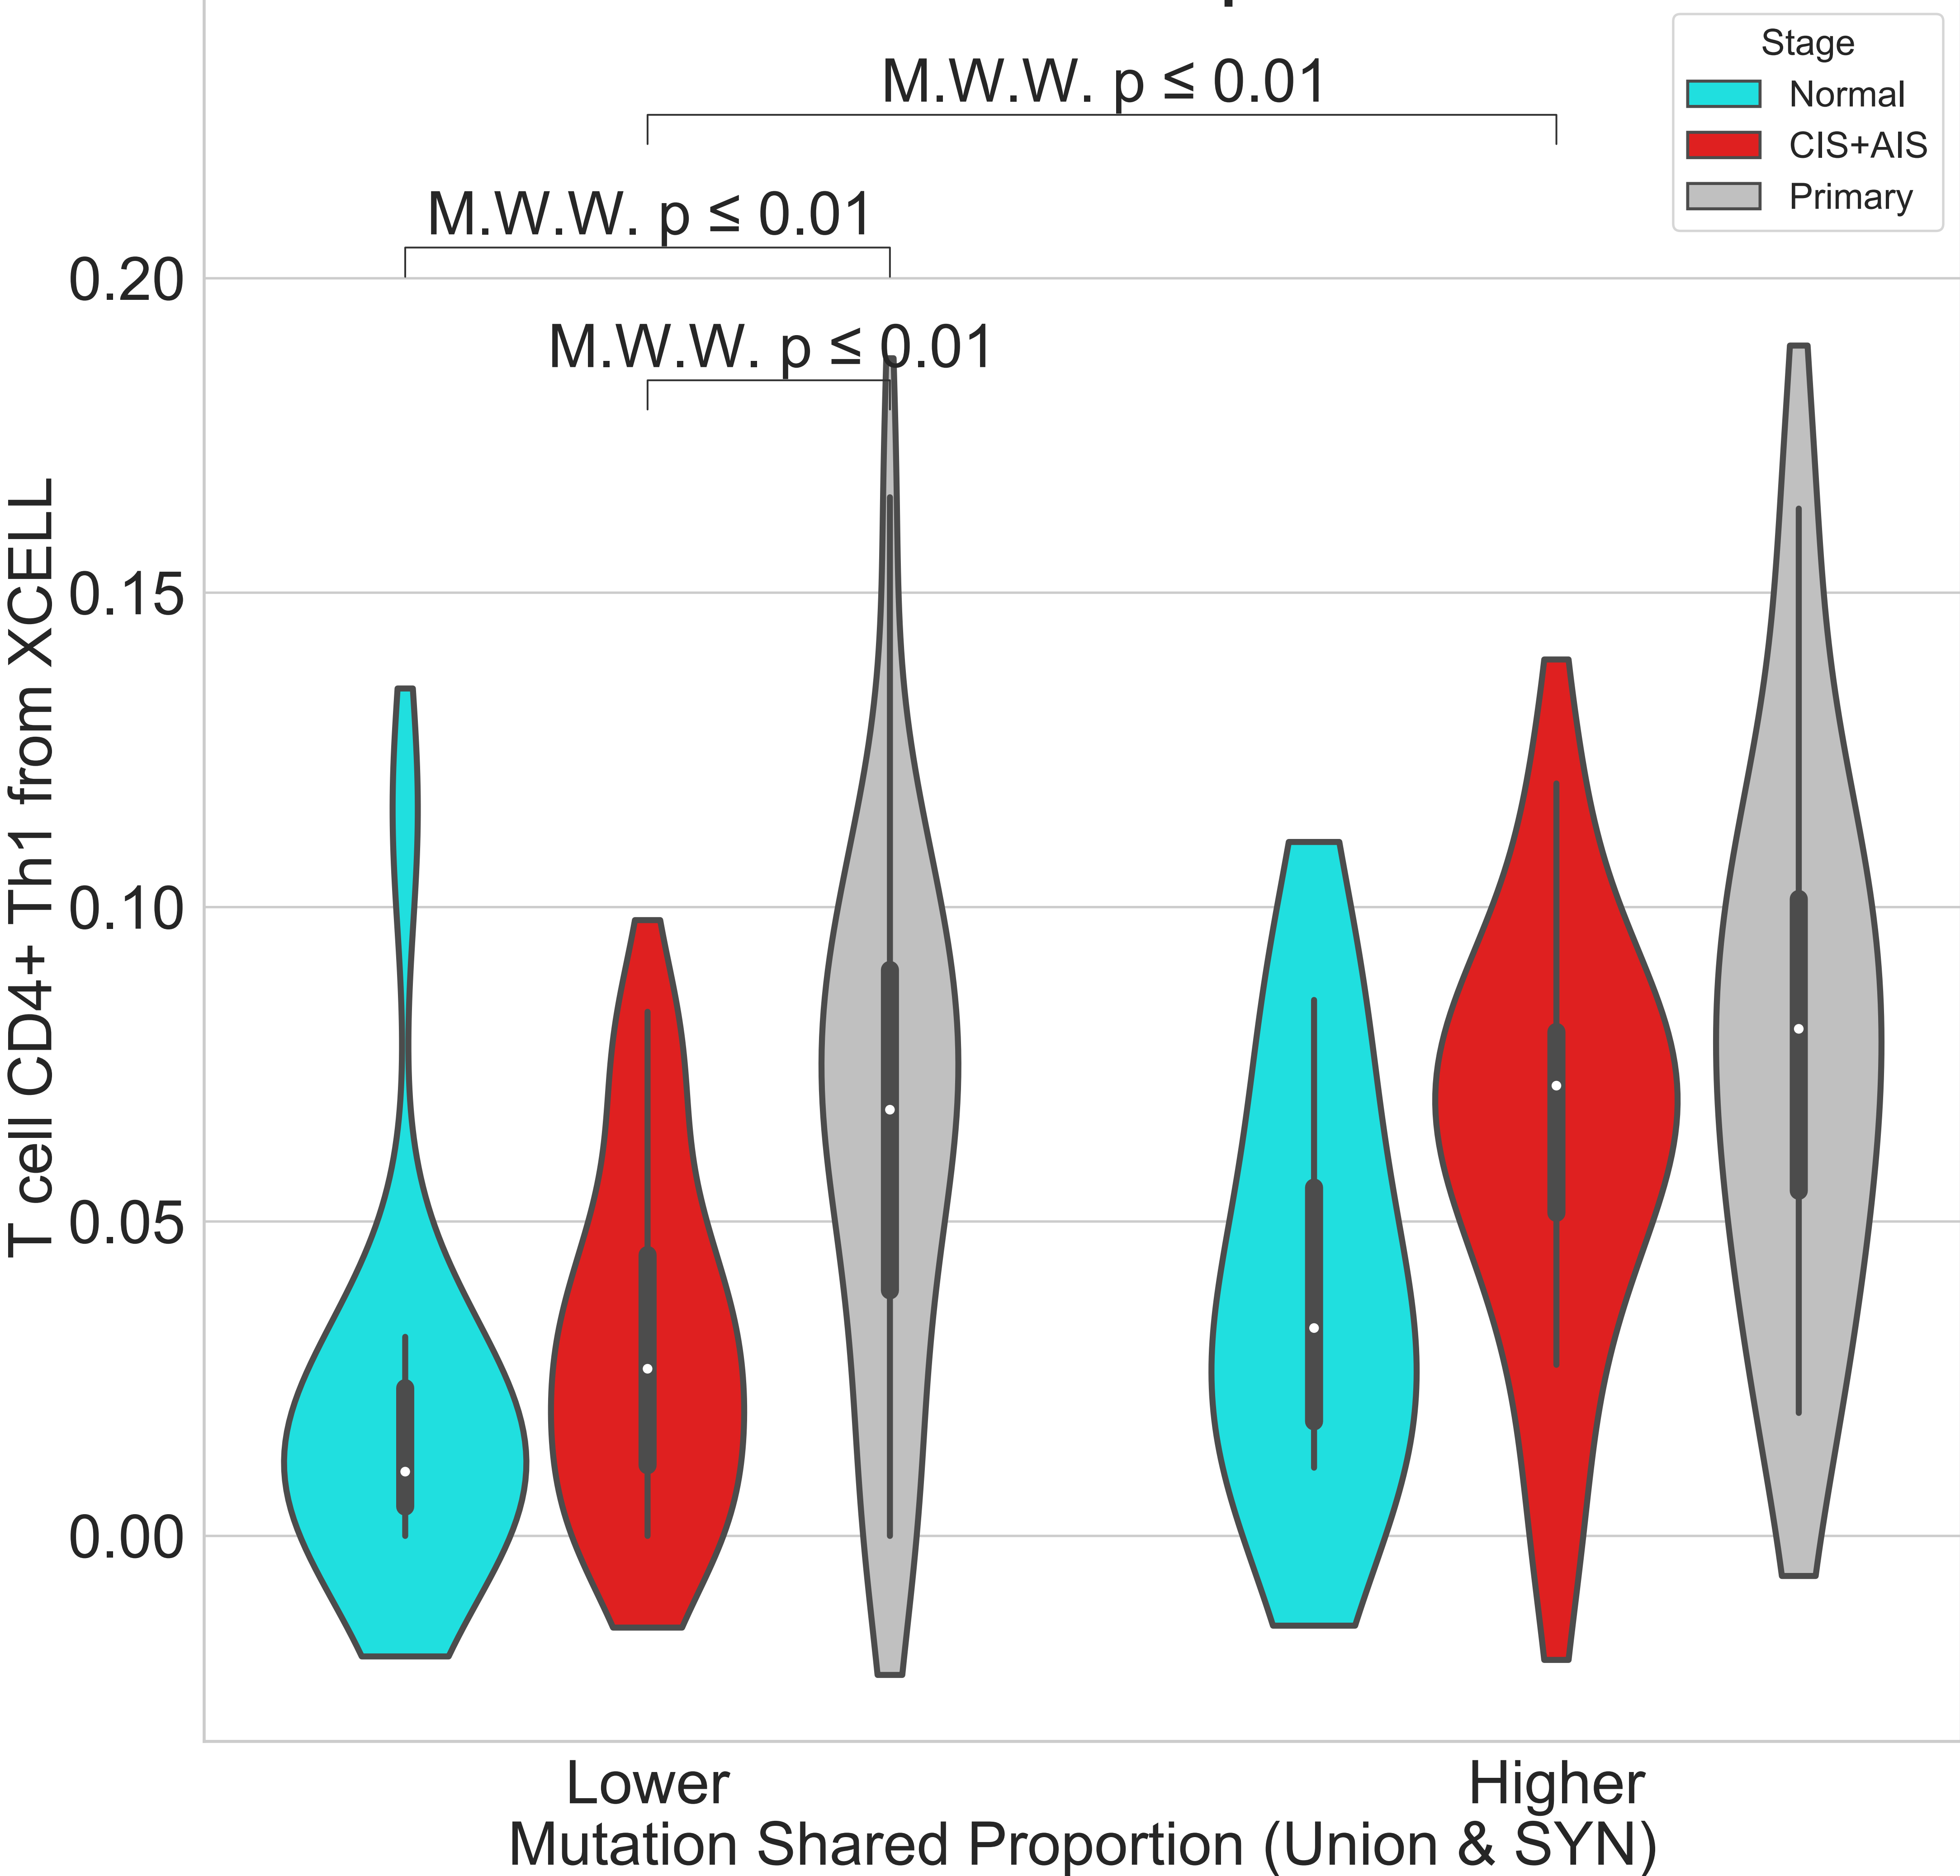 Stage
Normal
CIS+AIS
Primary
M.W.W. p ≤ 0.01
M.W.W. p ≤ 0.01
M.W.W. p ≤ 0.01
T cell CD4+ Th1 from XCELL
0.20
0.15
0.10
0.05
0.00
Lower
Higher
Mutation Shared Proportion (Union & SYN)